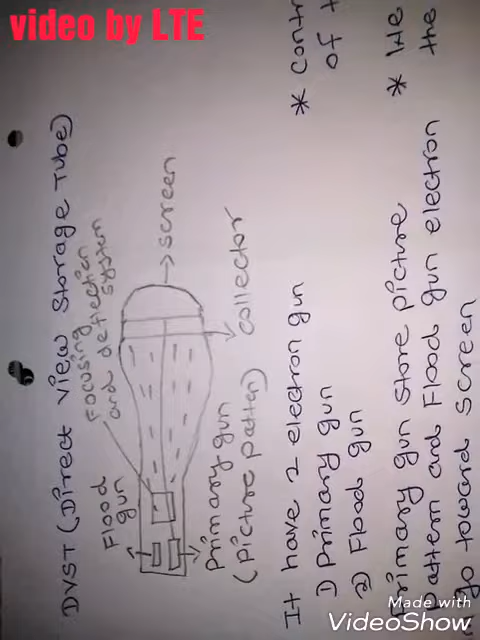 video by LTE
DVST (Direct View Storage Tube)
Focusing
and deflection
system
Flood
gun
→ screen
collector
Primary gun
(picture patten)
It have 2 electron gun
1) Primary gun
2) Flood gun
Primary gun store picture
pattern and Flood gun electron
go toward screen
* contr
of t
* the
Made with
VideoShow